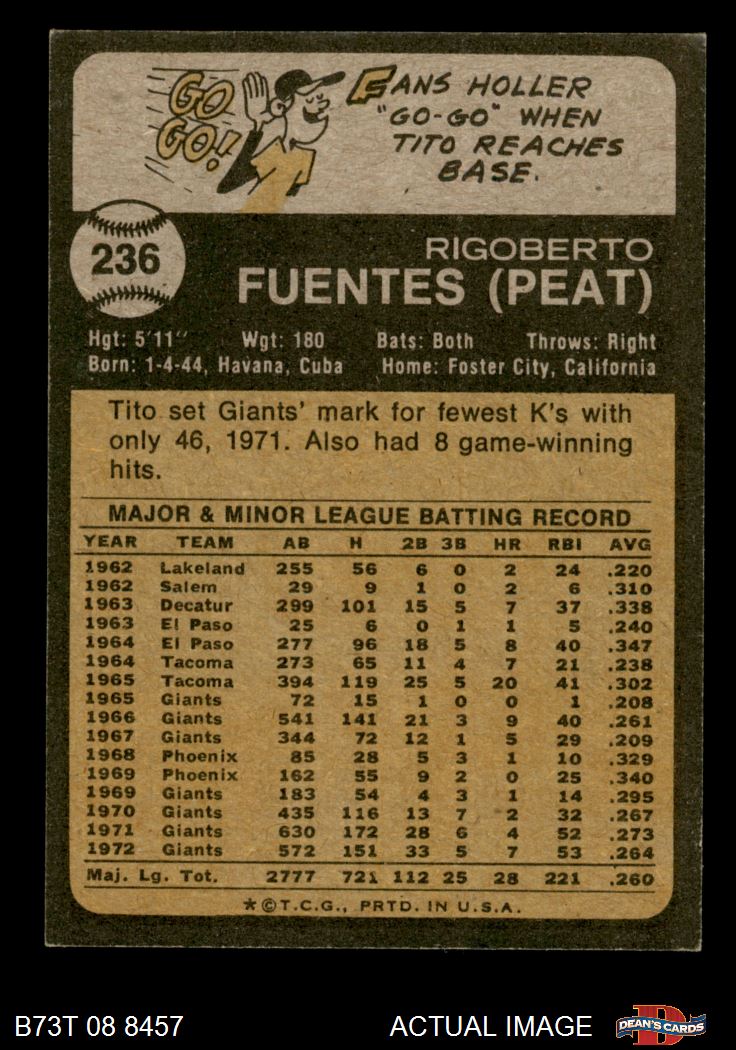 GO GO!
FANS HOLLER
"GO-GO" WHEN
TITO REACHES
BASE.
236
RIGOBERTO
FUENTES (PEAT)
Hgt: 5'11" Wgt: 180 Bats: Both Throws: Right
Born: 1-4-44, Havana, Cuba Home: Foster City, California
Tito set Giants' mark for fewest K's with
only 46, 1971. Also had 8 game-winning
hits.
MAJOR & MINOR LEAGUE BATTING RECORD
YEAR TEAM AB H 2B 3B HR RBI AVG
1962 Lakeland 255 56 6 0 2 24 .220
1962 Salem 29 9 1 0 2 6 .310
1963 Decatur 299 101 15 5 7 37 .338
1963 El Paso 25 6 0 1 1 5 .240
1964 El Paso 277 96 18 5 8 40 .347
1964 Tacoma 273 65 11 4 7 21 .238
1965 Tacoma 394 119 25 5 20 41 .302
1965 Giants 72 15 1 0 0 1 .208
1966 Giants 541 141 21 3 9 40 .261
1967 Giants 344 72 12 1 5 29 .209
1968 Phoenix 85 28 5 3 1 10 .329
1969 Phoenix 162 55 9 2 0 25 .340
1969 Giants 183 54 4 3 1 14 .295
1970 Giants 435 116 13 7 2 32 .267
1971 Giants 630 172 28 6 4 52 .273
1972 Giants 572 151 33 5 7 53 .264
Maj. Lg. Tot. 2777 721 112 25 28 221 .260
*©T.C.G., PRTD. IN U.S.A.
B73T 08 8457 ACTUAL IMAGE D DEAN'S CARDS